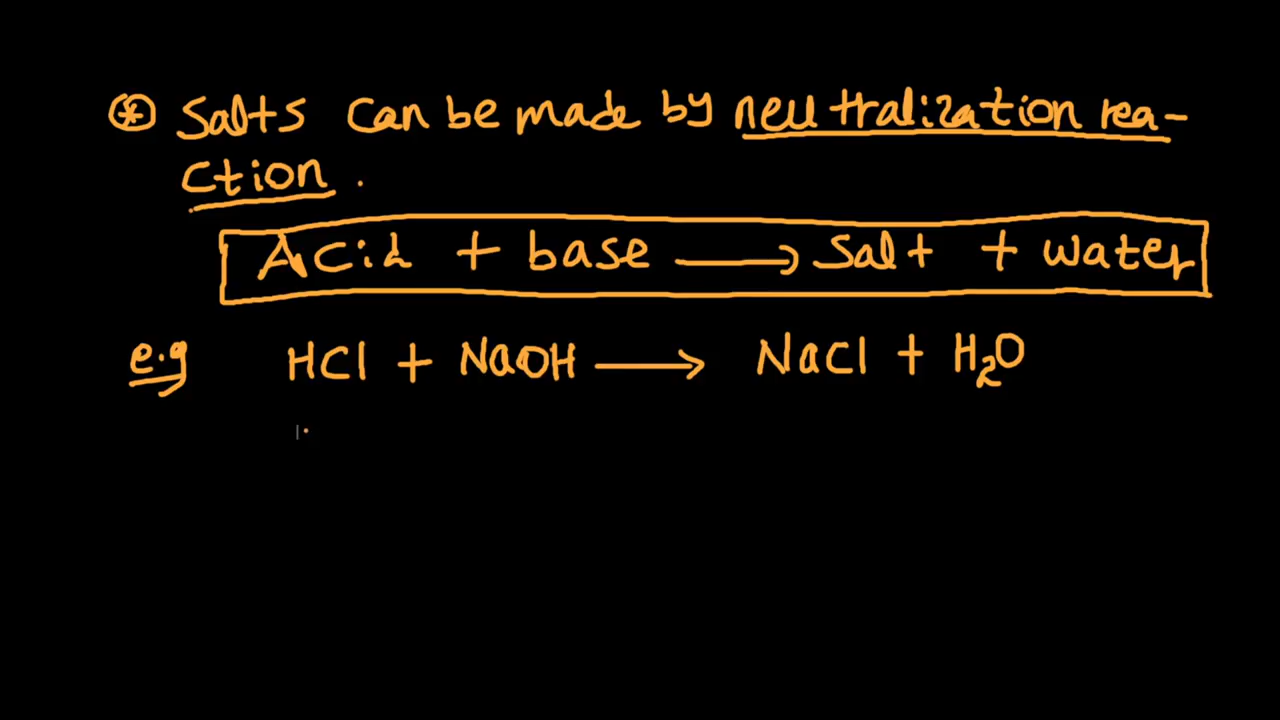 ⊛ Salts can be made by neutralization rea-
ction.
Acid + base → salt + water
e.g HCl + NaOH → NaCl + H₂O